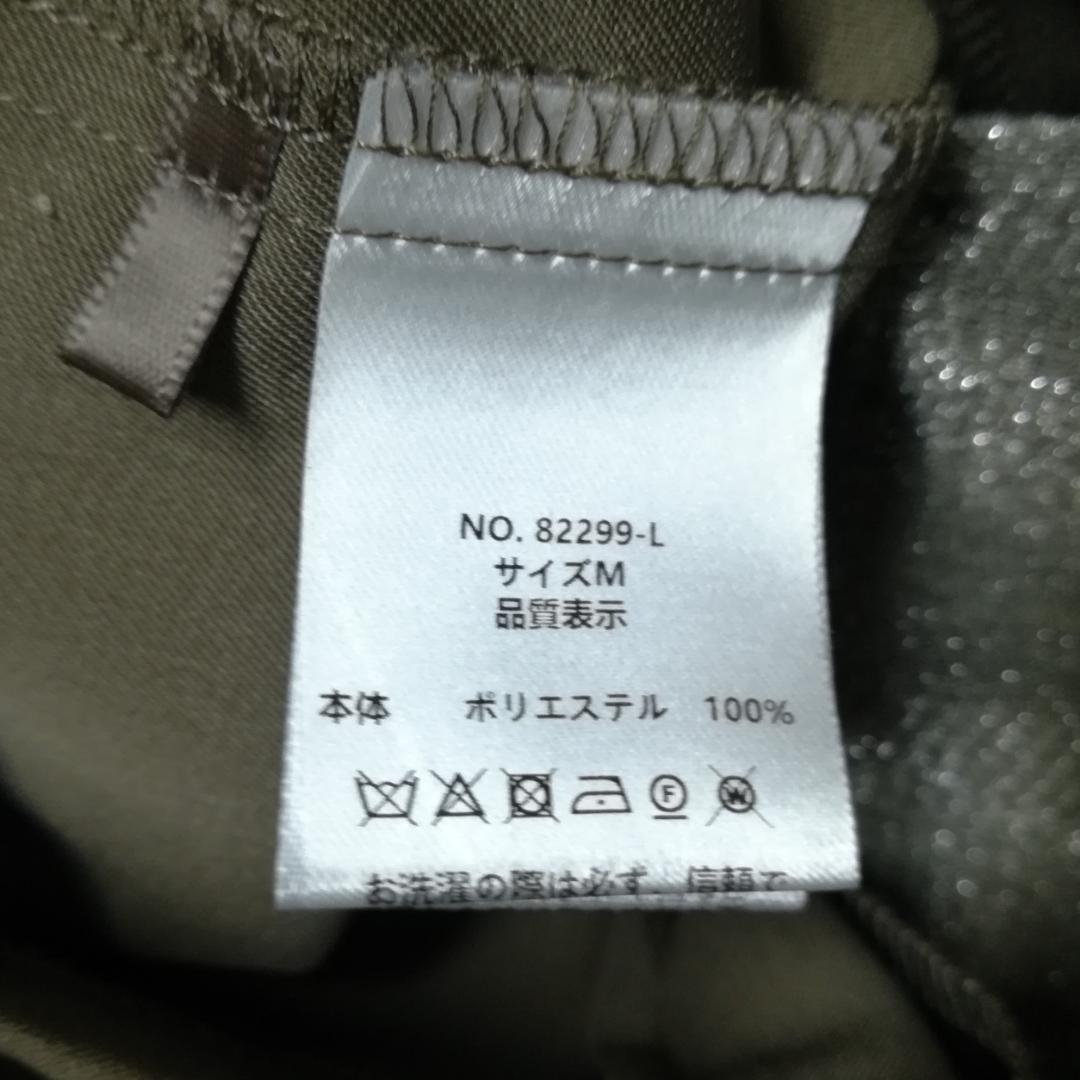 NO. 82299-L
サイズM
品質表示
本体 ポリエステル 100%
F W
お洗濯の際は必ず、信頼で